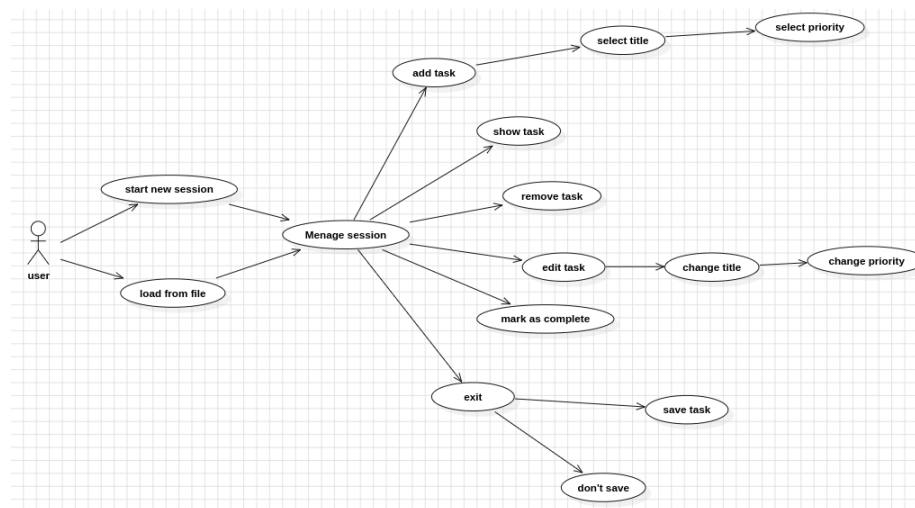 select priority
select title
add task
show task
start new session
remove task
Menage session
user
load from file
edit task
change title
change priority
mark as complete
exit
save task
don't save